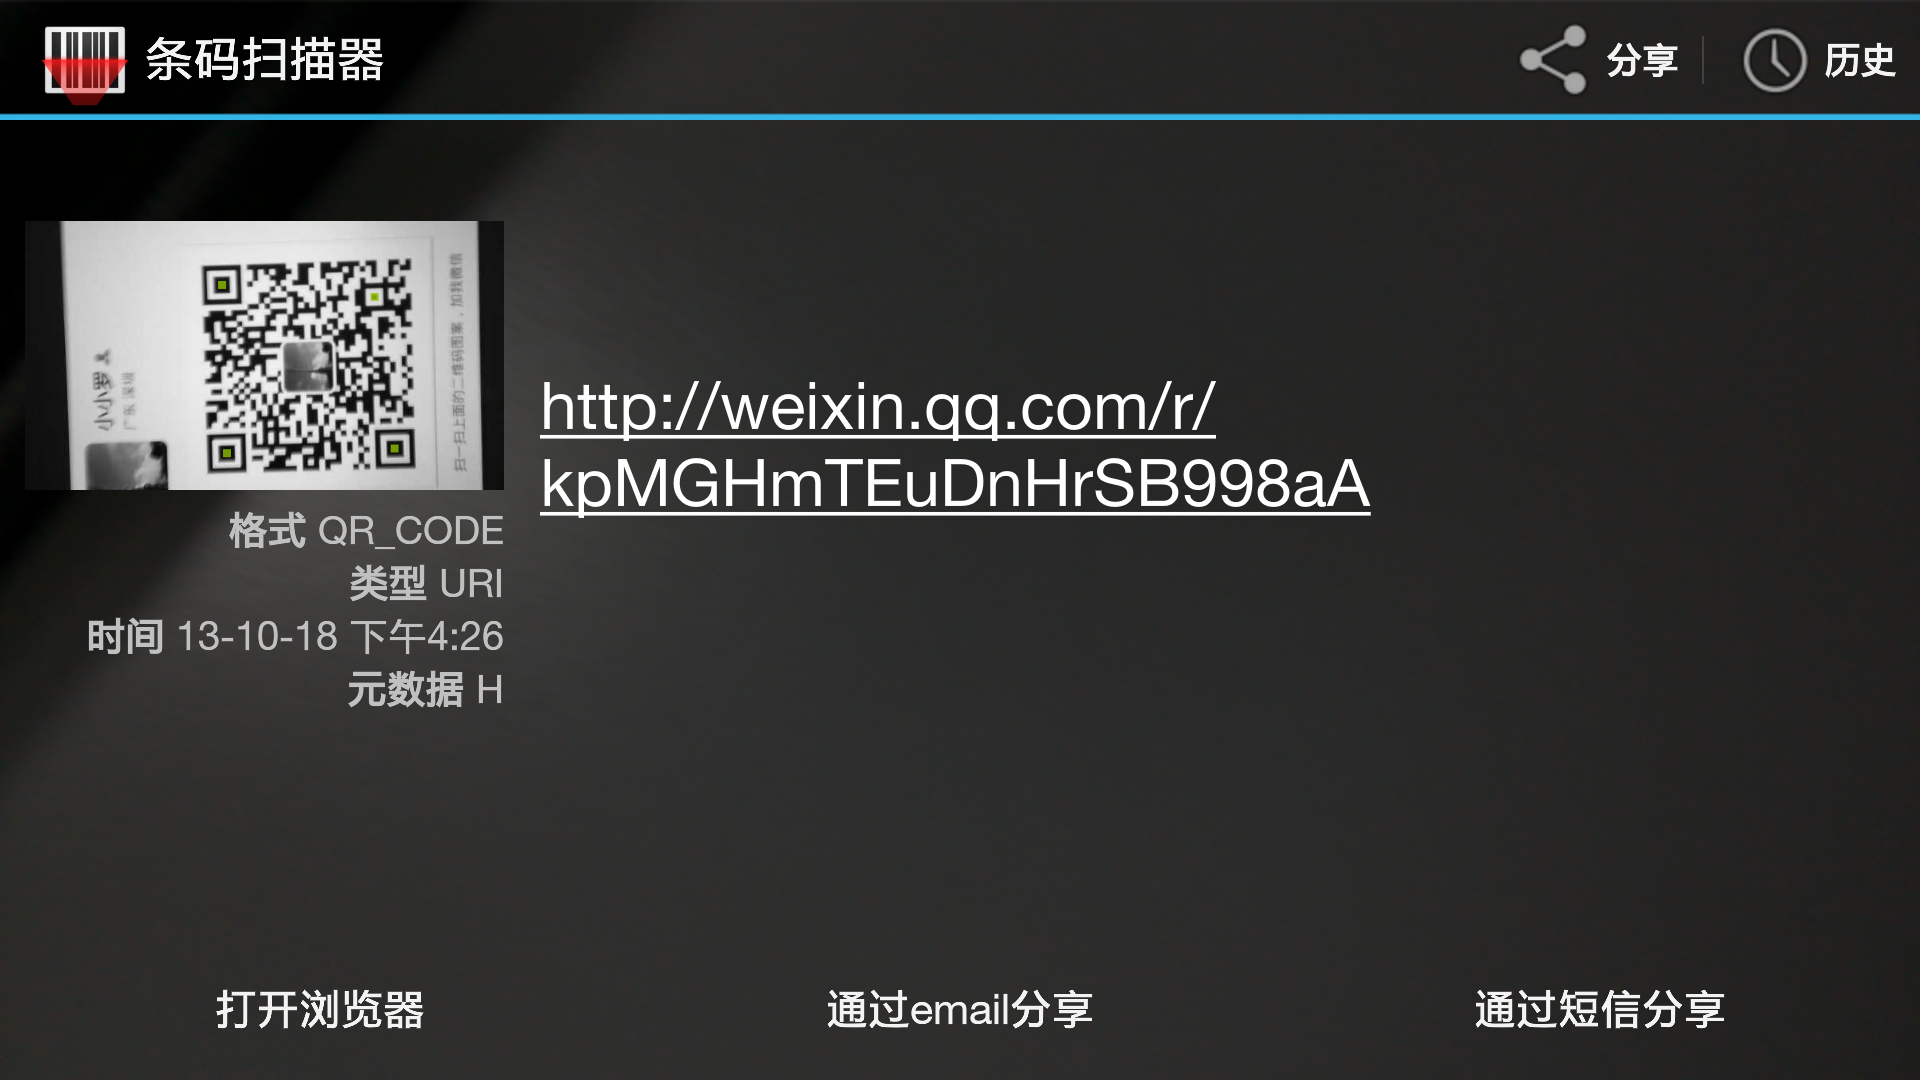 条码扫描器
分享
历史
小小罗
广东 深圳
扫一扫上面的二维码图案，加我微信
http://weixin.qq.com/r/
kpMGHmTEuDnHrSB998aA
格式 QR_CODE
类型 URI
时间 13-10-18 下午4:26
元数据 H
打开浏览器
通过email分享
通过短信分享